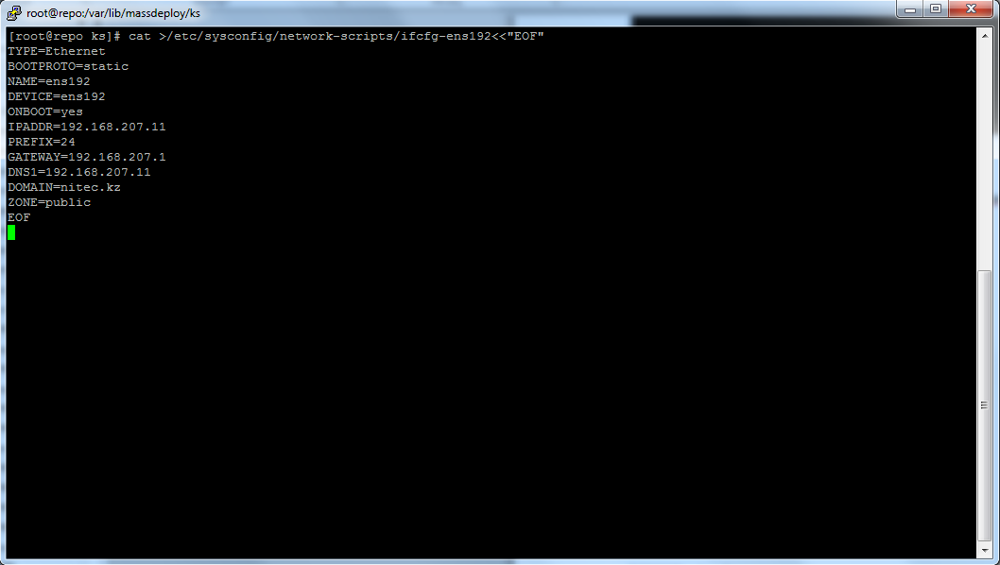 root@repo:/var/lib/massdeploy/ks
[root@repo ks]# cat >/etc/sysconfig/network-scripts/ifcfg-ens192<<"EOF"
TYPE=Ethernet
BOOTPROTO=static
NAME=ens192
DEVICE=ens192
ONBOOT=yes
IPADDR=192.168.207.11
PREFIX=24
GATEWAY=192.168.207.1
DNS1=192.168.207.11
DOMAIN=nitec.kz
ZONE=public
EOF